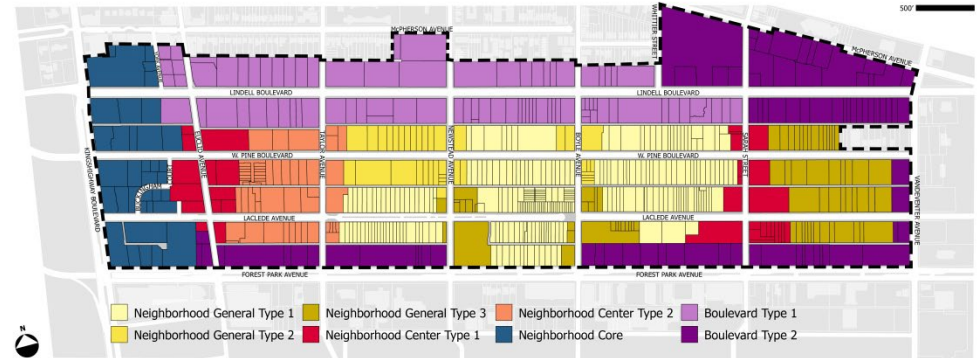 500'
McPHERSON AVENUE
WHITTIER STREET
McPHERSON AVENUE
LINDELL BOULEVARD
LINDELL BOULEVARD
EUCLID AVENUE
TAYLOR AVENUE
NEWSTEAD AVENUE
BOYLE AVENUE
SARAH STREET
W. PINE BOULEVARD
W. PINE BOULEVARD
KINGSHIGHWAY BOULEVARD
BUCKINGHAM
VANDEVENTER AVENUE
LACLEDE AVENUE
LACLEDE AVENUE
FOREST PARK AVENUE
FOREST PARK AVENUE
Neighborhood General Type 1
Neighborhood General Type 3
Neighborhood Center Type 2
Boulevard Type 1
Neighborhood General Type 2
Neighborhood Center Type 1
Neighborhood Core
Boulevard Type 2
N